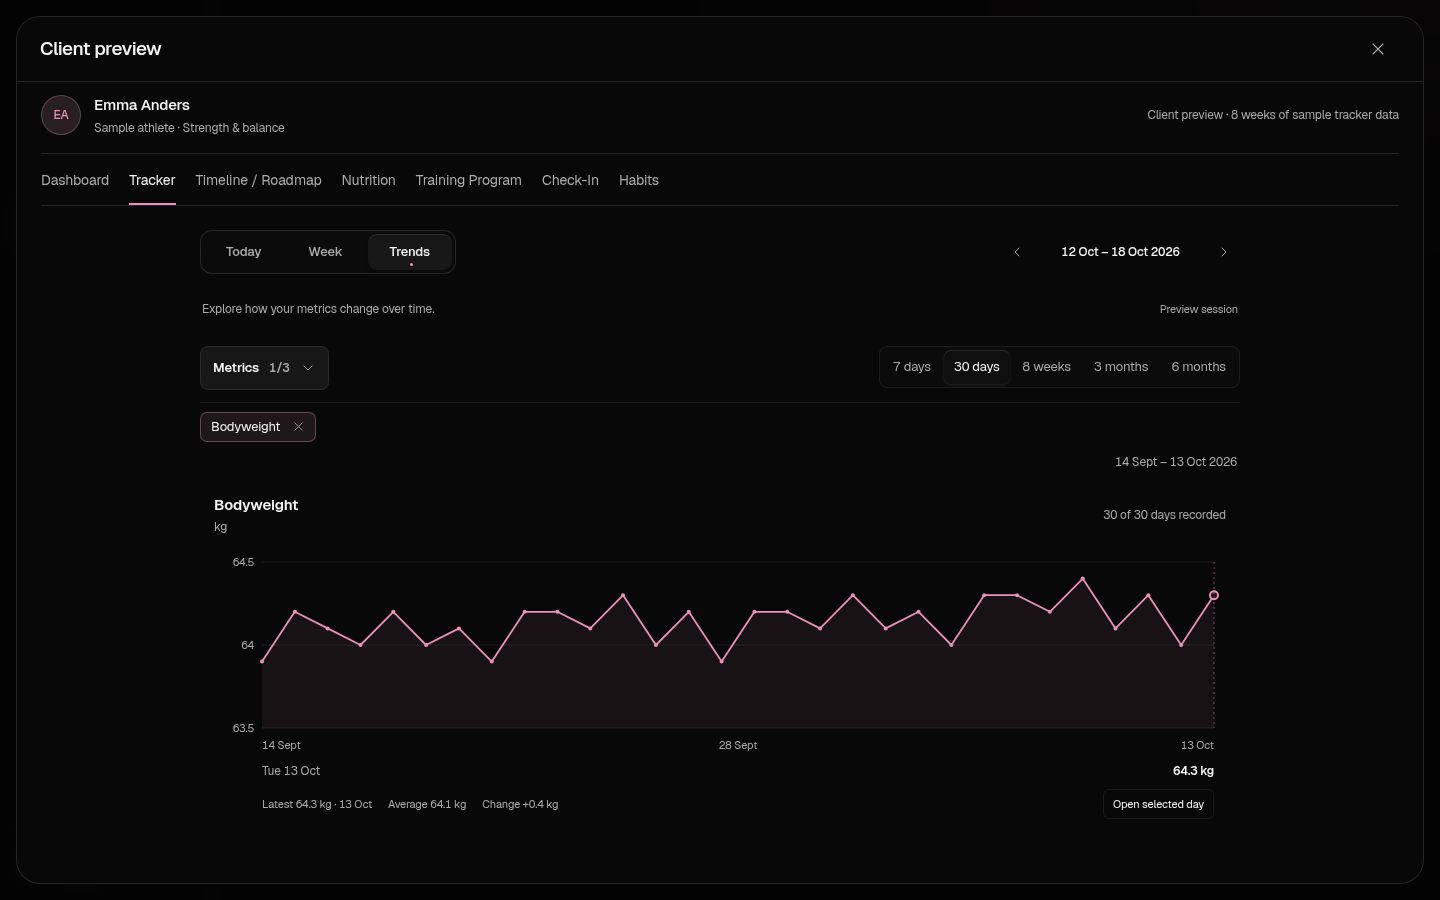 Client preview
EA
Emma Anders
Sample athlete · Strength & balance
Client preview · 8 weeks of sample tracker data
Dashboard Tracker Timeline / Roadmap Nutrition Training Program Check-In Habits
Today Week Trends
12 Oct – 18 Oct 2026
Explore how your metrics change over time.
Preview session
Metrics 1/3
7 days 30 days 8 weeks 3 months 6 months
Bodyweight
14 Sept – 13 Oct 2026
Bodyweight
kg
30 of 30 days recorded
64.5
64
63.5
14 Sept 28 Sept 13 Oct
Tue 13 Oct 64.3 kg
Latest 64.3 kg · 13 Oct Average 64.1 kg Change +0.4 kg
Open selected day